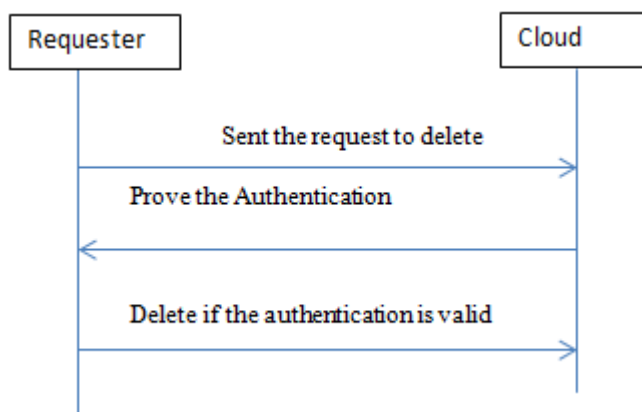 Requester
Cloud
Sent the request to delete
Prove the Authentication
Delete if the authentication is valid